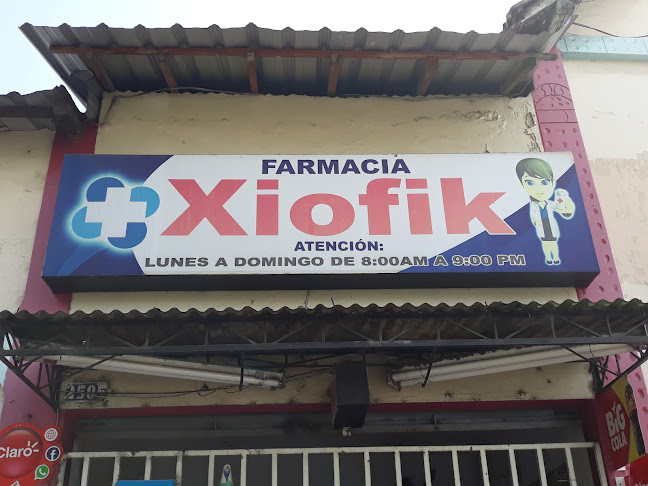 FARMACIA
Xiofik
ATENCIÓN:
LUNES A DOMINGO DE 8:00AM A 9:00 PM
2505
Claro
BIG
COLA